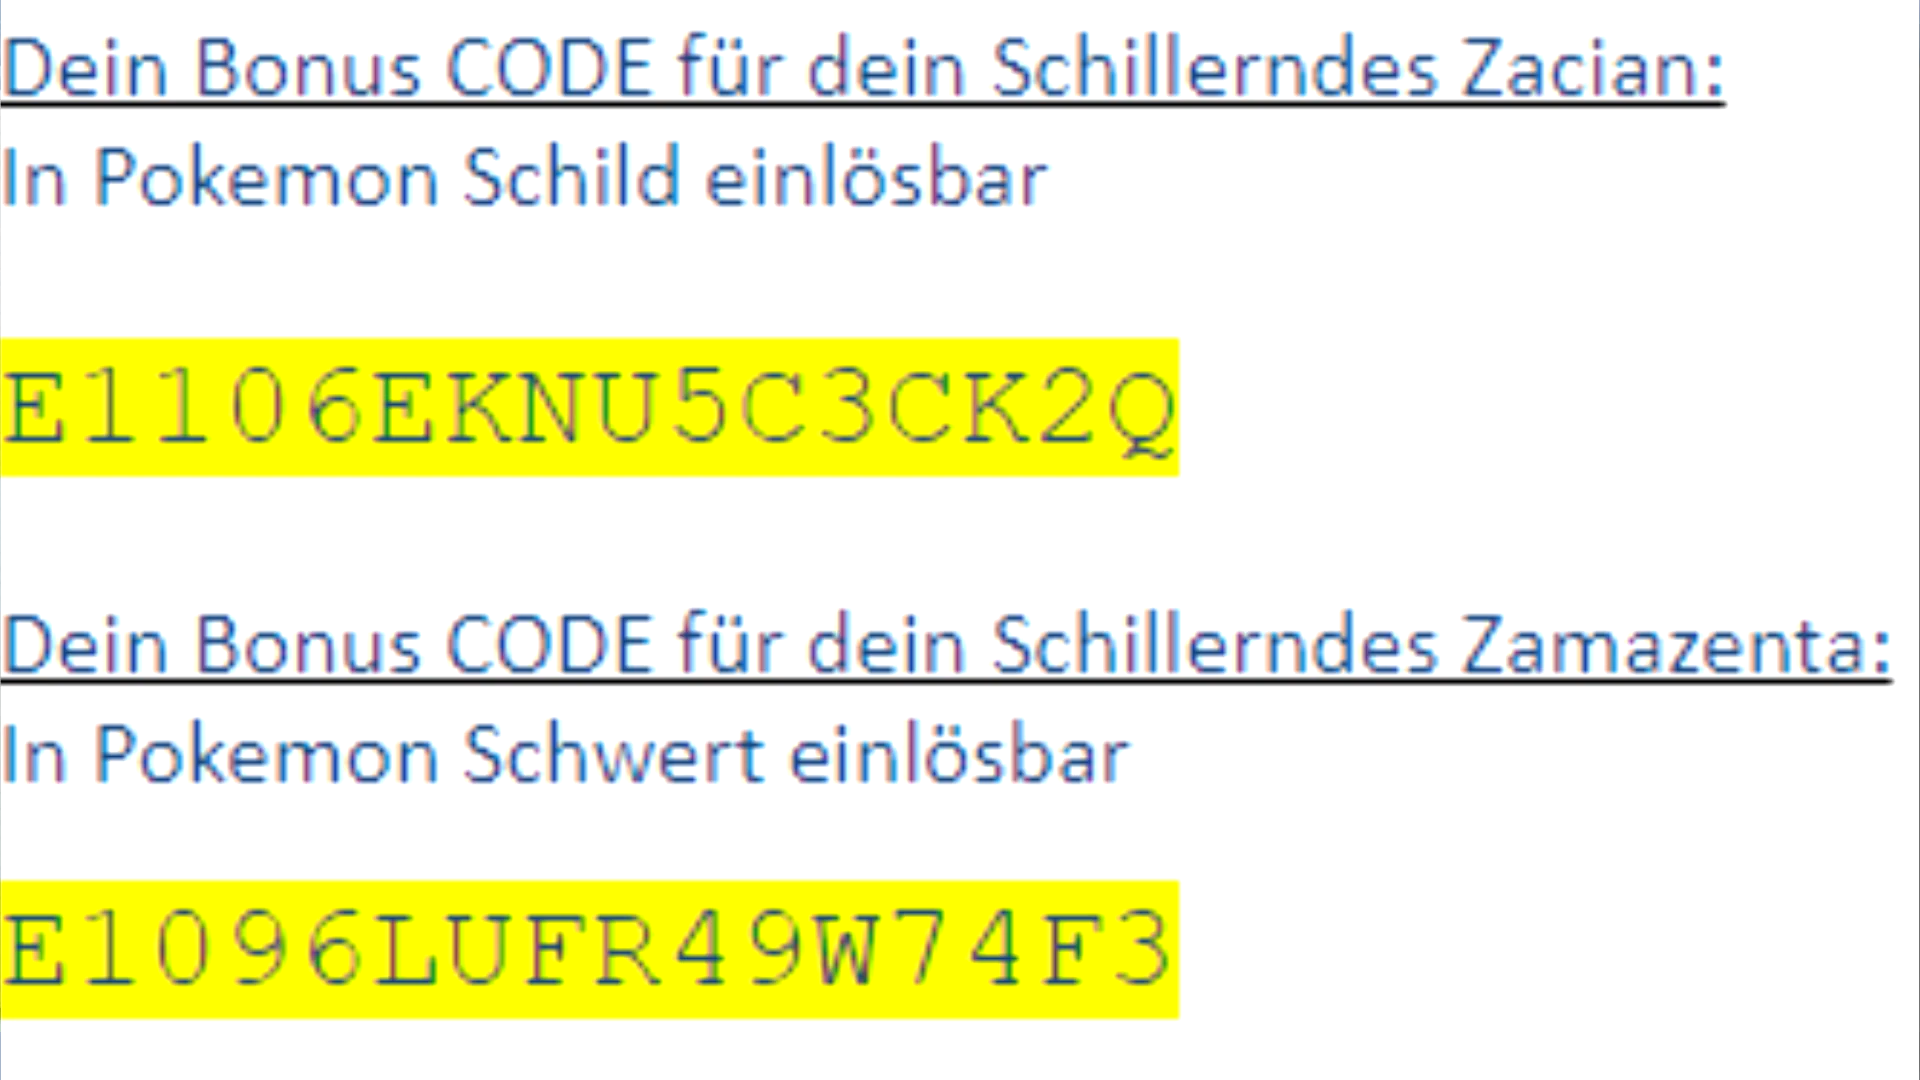 Dein Bonus CODE für dein Schillerndes Zacian:
In Pokemon Schild einlösbar
E1106EKNU5C3CK2Q
Dein Bonus CODE für dein Schillerndes Zamazenta:
In Pokemon Schwert einlösbar
E1096LUFR49W74F3